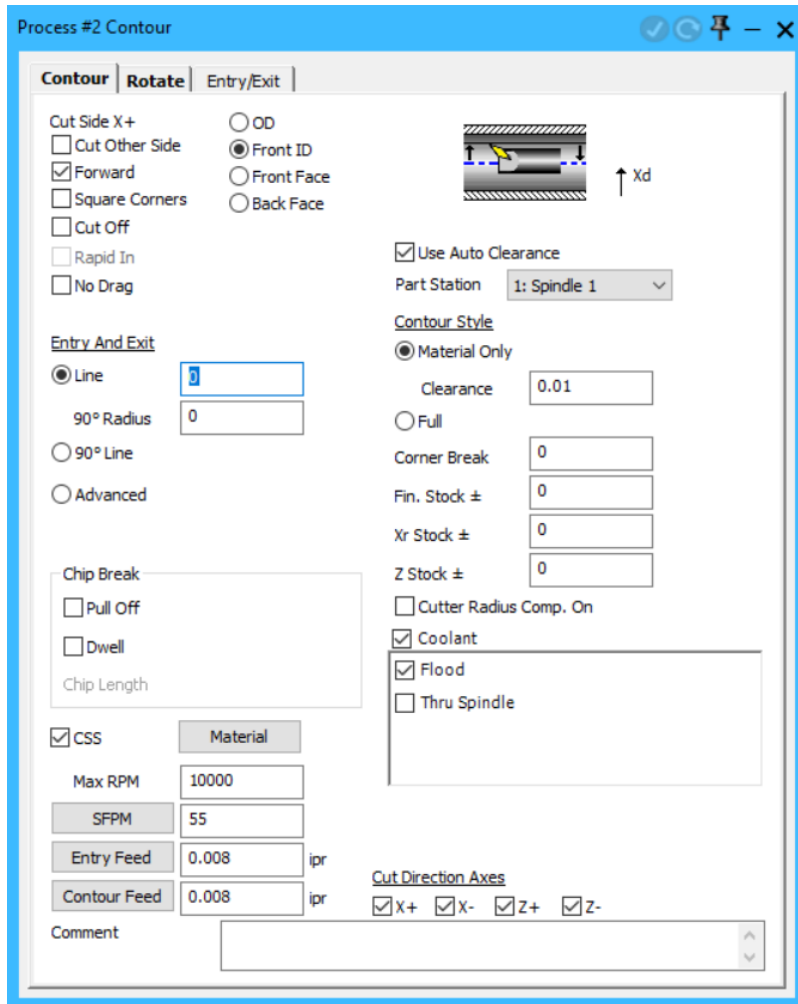 Process #2 Contour
Contour Rotate Entry/Exit
Cut Side X+
Cut Other Side
Forward
Square Corners
Cut Off
Rapid In
No Drag
OD
Front ID
Front Face
Back Face
Xd
Use Auto Clearance
Part Station 1: Spindle 1
Entry And Exit
Line 0
90° Radius 0
90° Line
Advanced
Contour Style
Material Only
Clearance 0.01
Full
Corner Break 0
Fin. Stock ± 0
Xr Stock ± 0
Z Stock ± 0
Cutter Radius Comp. On
Chip Break
Pull Off
Dwell
Chip Length
Coolant
Flood
Thru Spindle
CSS Material
Max RPM 10000
SFPM 55
Entry Feed 0.008 ipr
Contour Feed 0.008 ipr
Cut Direction Axes
X+ X- Z+ Z-
Comment